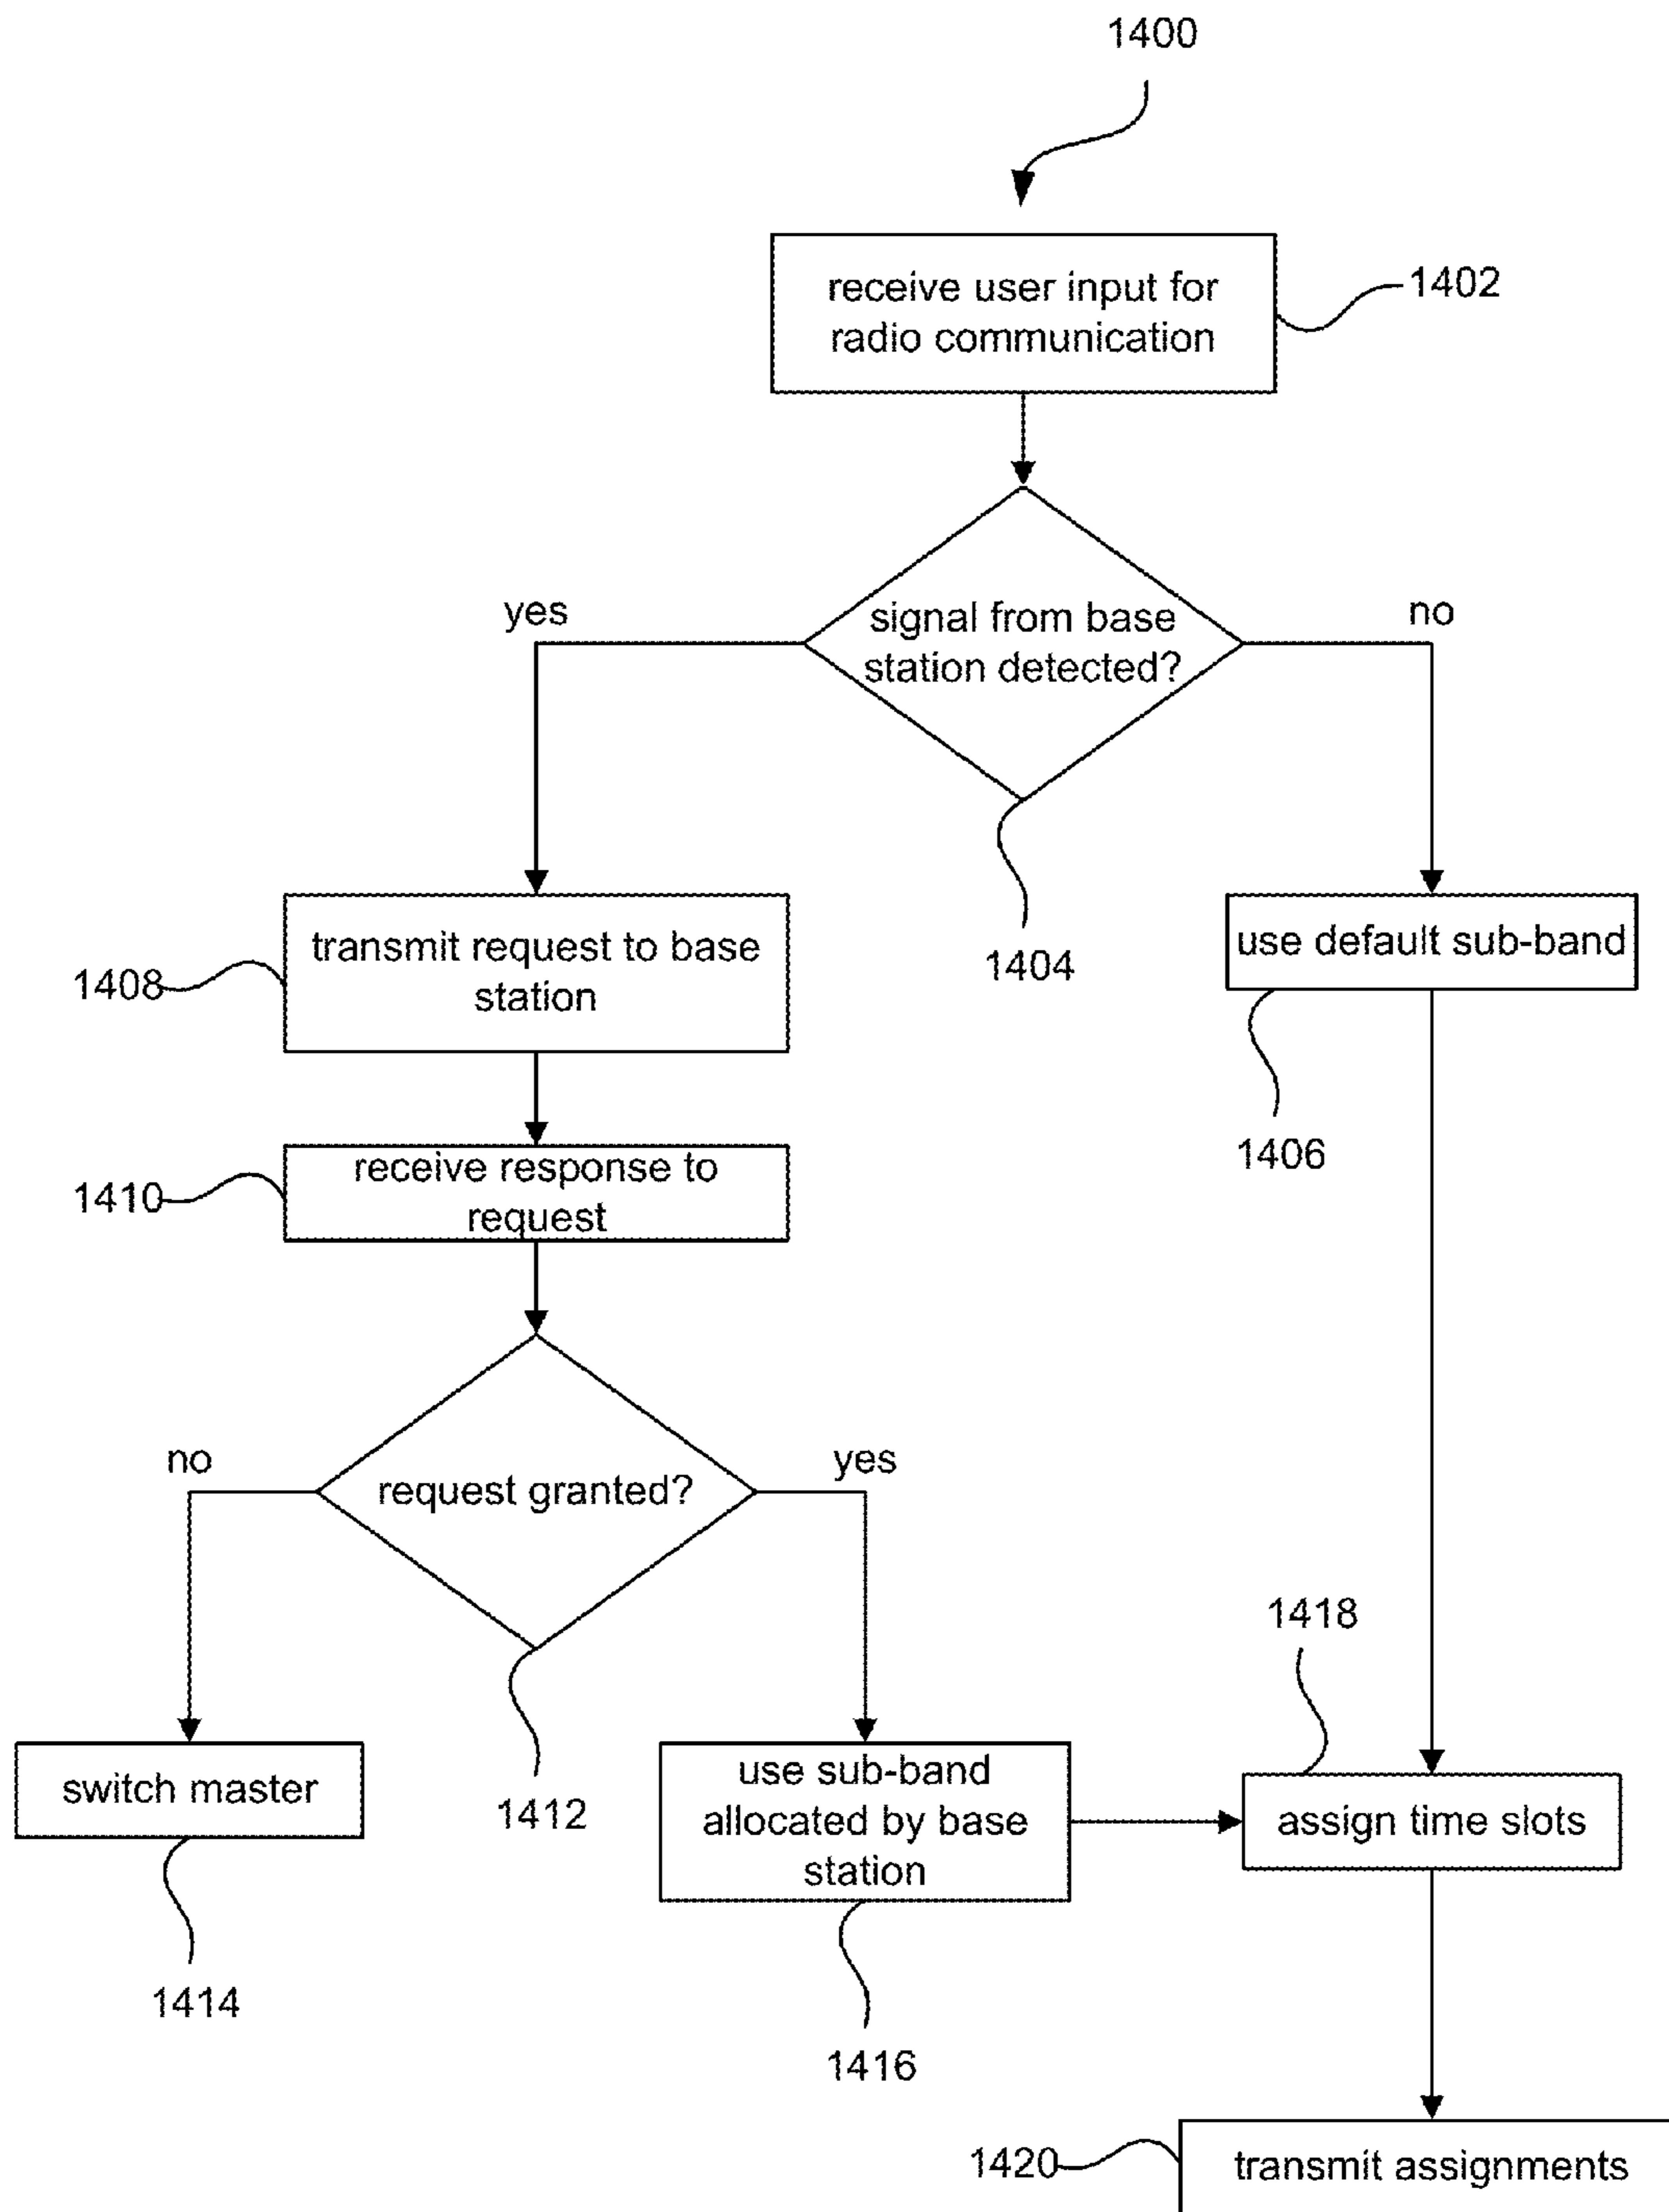 1400
receive user input for
radio communication
1402
yes
signal from base
station detected?
no
1404
transmit request to base
station
1408
use default sub-band
1406
receive response to
request
1410
no
request granted?
yes
1412
1418
switch master
1414
use sub-band
allocated by base
station
1416
assign time slots
1420
transmit assignments